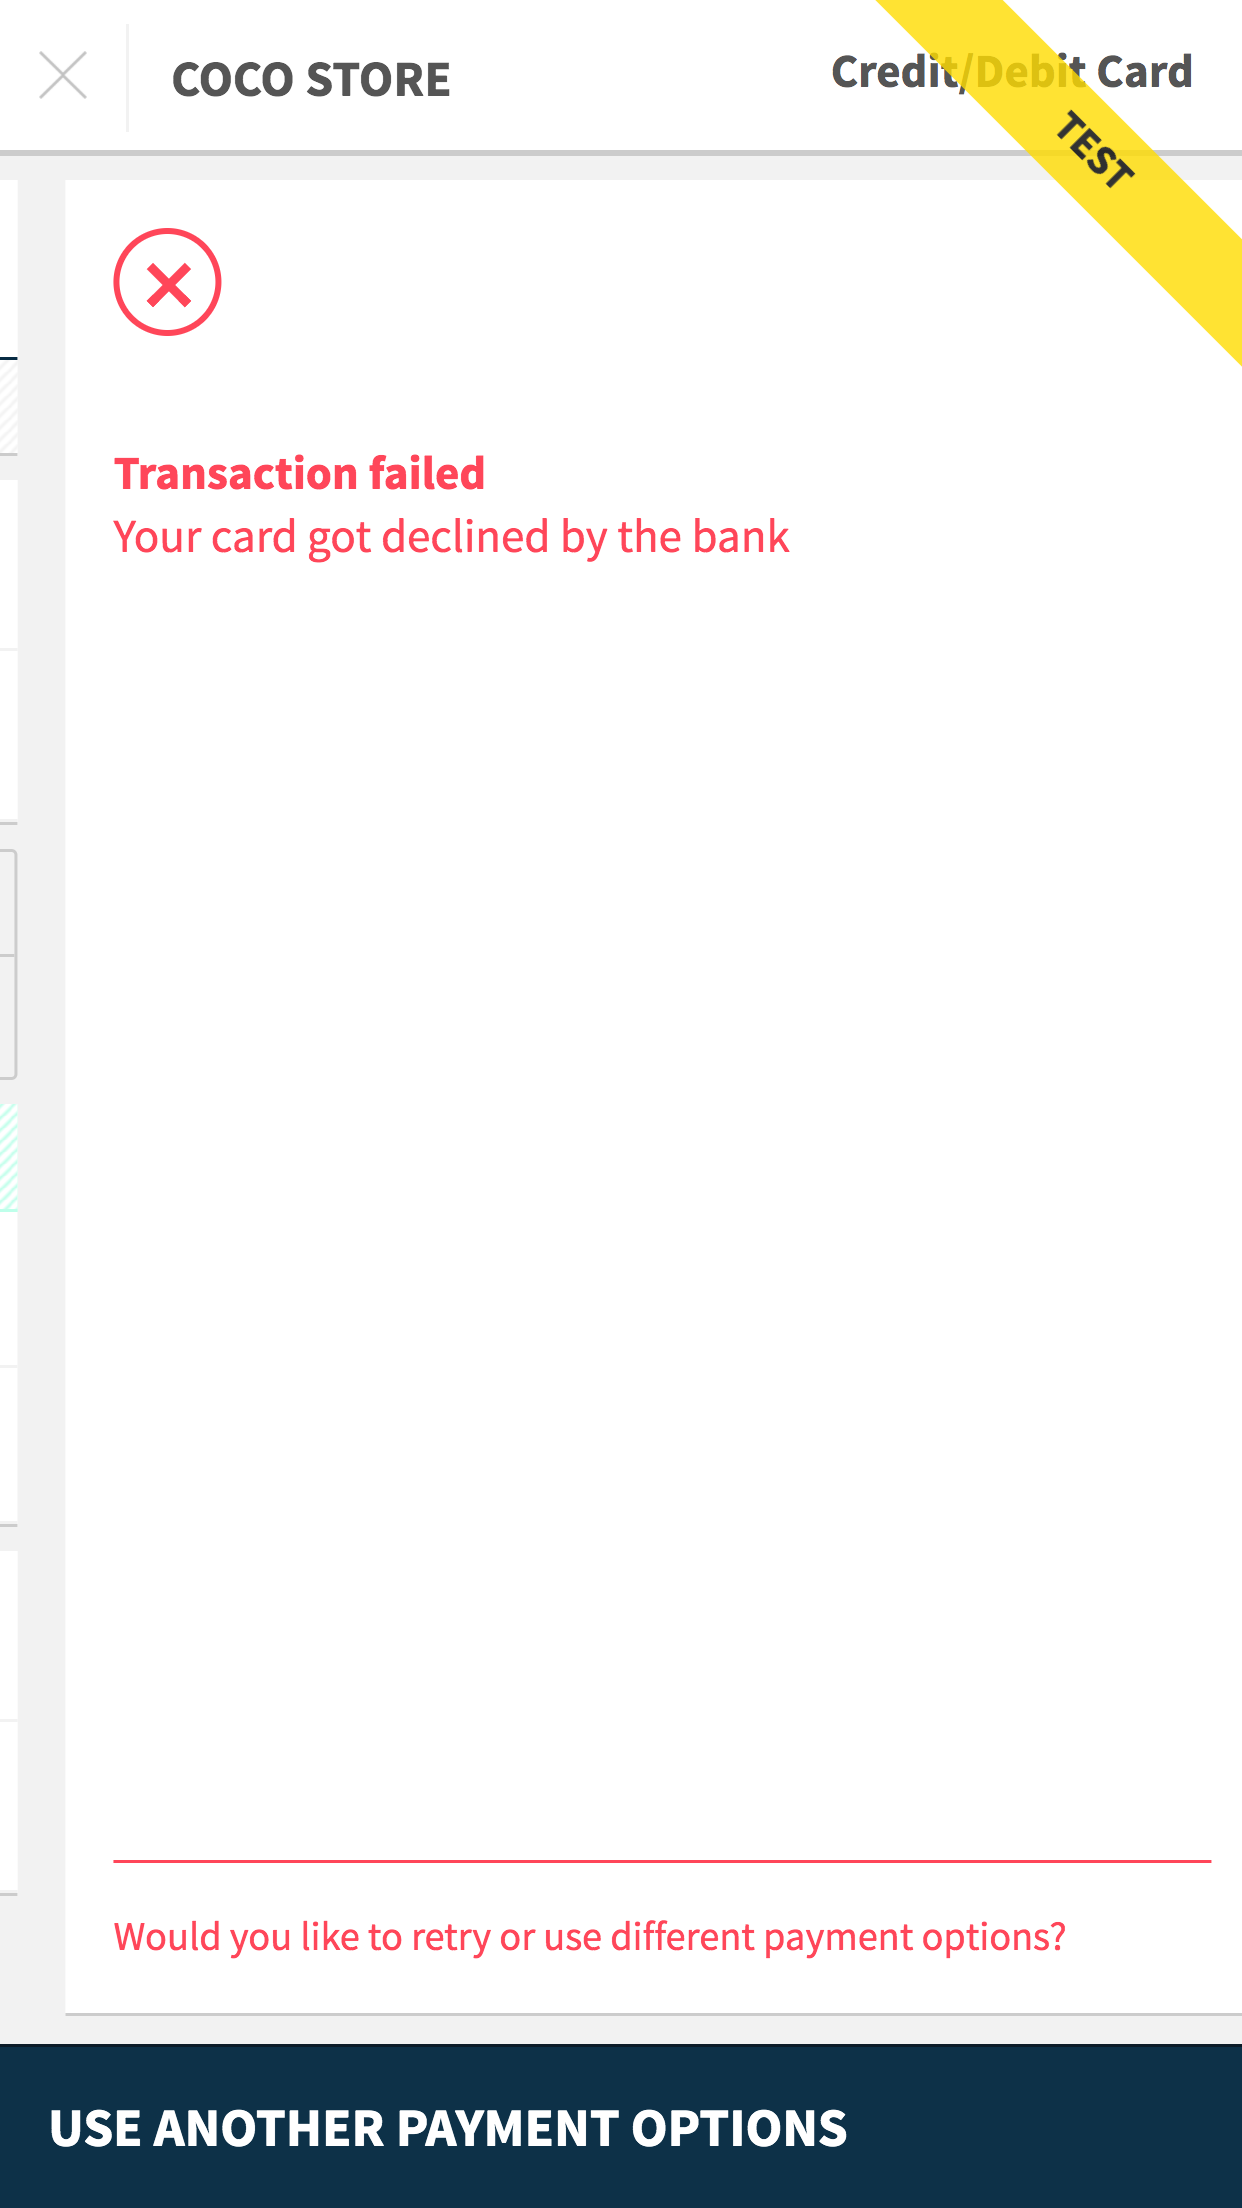 COCO STORE
Credit/Debit Card
TEST
Transaction failed
Your card got declined by the bank
Would you like to retry or use different payment options?
USE ANOTHER PAYMENT OPTIONS